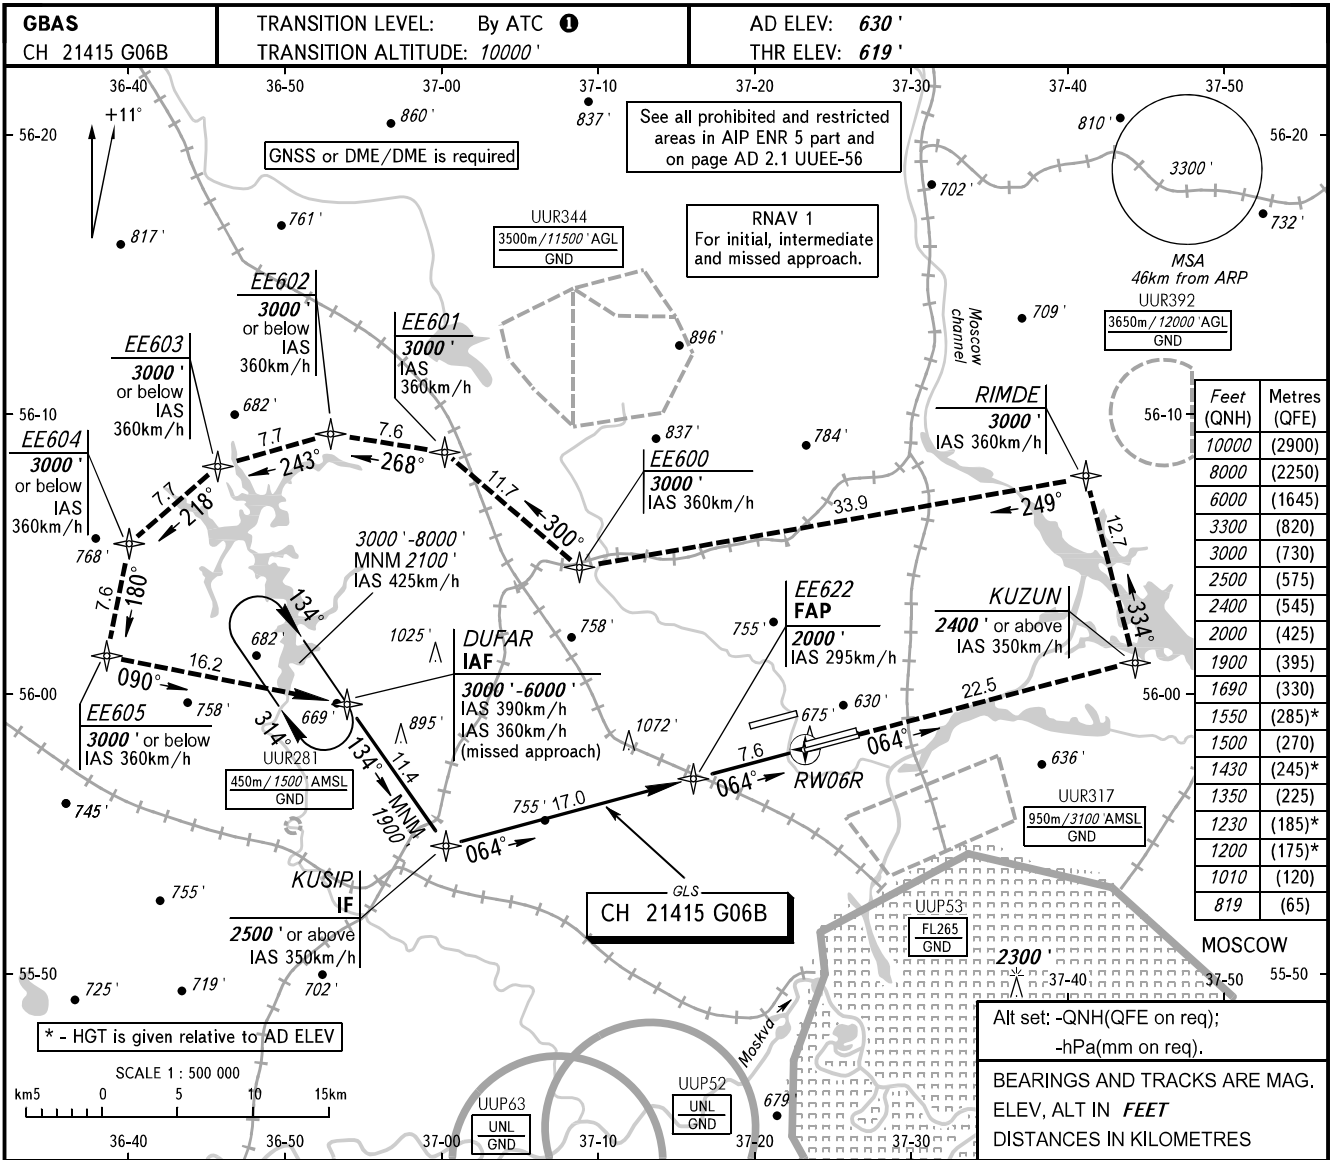 GBAS
CH 21415 G06B
TRANSITION LEVEL: By ATC ❶
TRANSITION ALTITUDE: 10000'
AD ELEV: 630'
THR ELEV: 619'
36-40
36-50
37-00
37-10
37-20
37-30
37-40
37-50
+11°
56-20
860'
837'
See all prohibited and restricted
areas in AIP ENR 5 part and
on page AD 2.1 UUEE-56
810'
56-20
GNSS or DME/DME is required
3300'
702'
732'
817'
761'
UUR344
3500m/11500'AGL
GND
RNAV 1
For initial, intermediate
and missed approach.
MSA
46km from ARP
UUR392
3650m/12000'AGL
GND
EE602
3000'
or below
IAS
360km/h
EE601
3000'
IAS
360km/h
896'
Moscow
channel
709'
EE603
3000'
or below
IAS
360km/h
RIMDE
3000'
IAS 360km/h
56-10
682'
56-10
EE604
3000'
or below
IAS
360km/h
7.7
243°
7.6
268°
837'
784'
EE600
3000'
IAS 360km/h
7.7
218°
11.7
300°
33.9
249°
12.7
334°
768'
3000'-8000'
MNM 2100'
IAS 425km/h
7.6
180°
134°
682'
1025'
DUFAR
IAF
3000'-6000'
IAS 390km/h
IAS 360km/h
(missed approach)
758'
755'
EE622
FAP
2000'
IAS 295km/h
KUZUN
2400' or above
IAS 350km/h
16.2
090°
22.5
56-00
56-00
758'
669'
314°
895'
1072'
675'
630'
EE605
3000' or below
IAS 360km/h
UUR281
450m/1500'AMSL
GND
134°
11.4
MNM
1900'
7.6
064°
064°
RW06R
636'
745'
755'
17.0
064°
UUR317
950m/3100'AMSL
GND
KUSIP
IF
2500' or above
IAS 350km/h
755'
GLS
CH 21415 G06B
UUP53
FL265
GND
2300'
55-50
725'
719'
702'
MOSCOW
37-40
37-50
55-50
* - HGT is given relative to AD ELEV
Moskva
SCALE 1 : 500 000
km5
0
5
10
15km
UUP63
UNL
GND
UUP52
UNL
GND
679'
36-40
36-50
37-00
37-10
37-20
37-30
Feet
(QNH)
Metres
(QFE)
10000 (2900)
8000 (2250)
6000 (1645)
3300 (820)
3000 (730)
2500 (575)
2400 (545)
2000 (425)
1900 (395)
1690 (330)
1550 (285)*
1500 (270)
1430 (245)*
1350 (225)
1230 (185)*
1200 (175)*
1010 (120)
819 (65)
Alt set: -QNH(QFE on req);
-hPa(mm on req).
BEARINGS AND TRACKS ARE MAG.
ELEV, ALT IN FEET
DISTANCES IN KILOMETRES